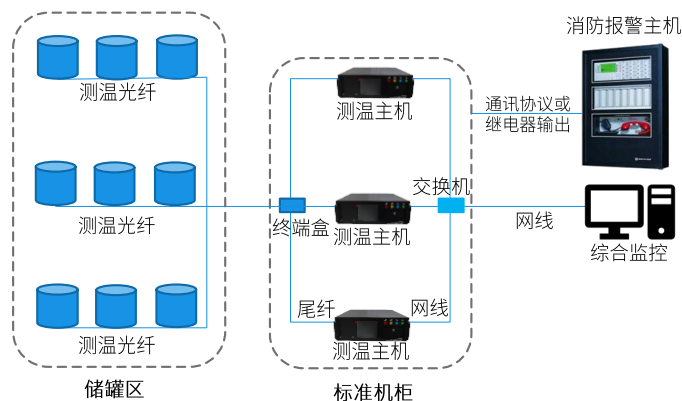 消防报警主机
测温光纤
测温主机
通讯协议或
继电器输出
测温光纤
终端盒
测温主机
交换机
网线
综合监控
尾纤
网线
测温光纤
测温主机
储罐区
标准机柜